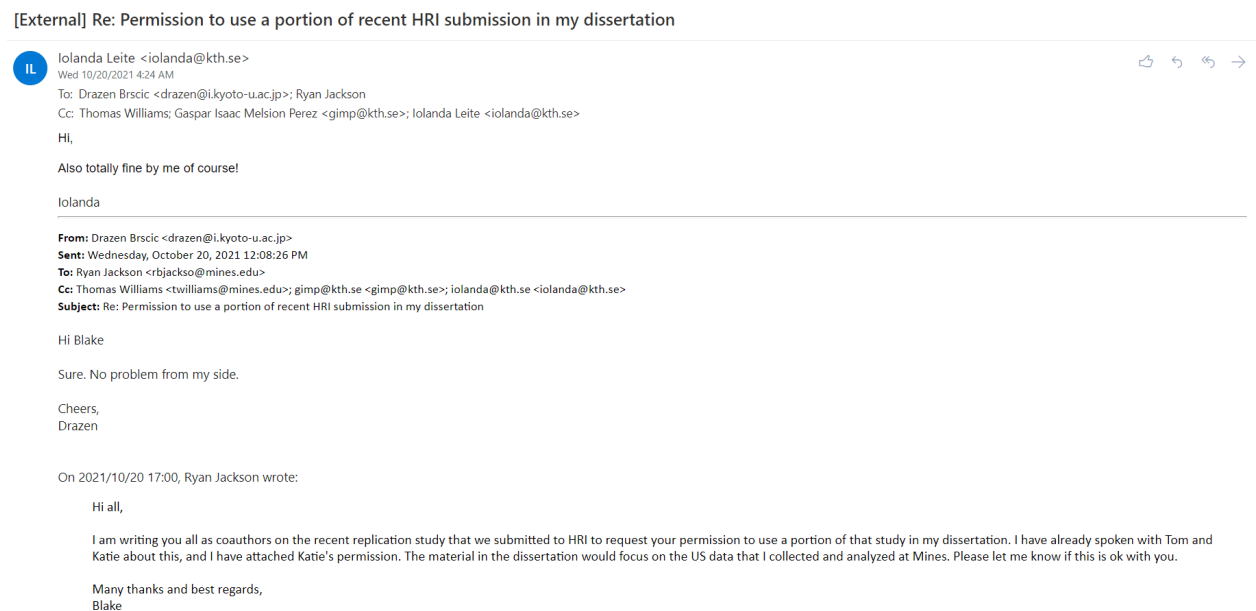 [External] Re: Permission to use a portion of recent HRI submission in my dissertation
IL
Iolanda Leite <iolanda@kth.se>
Wed 10/20/2021 4:24 AM
To: Drazen Brscic <drazen@i.kyoto-u.ac.jp>; Ryan Jackson
Cc: Thomas Williams; Gaspar Isaac Melsion Perez <gimp@kth.se>; Iolanda Leite <iolanda@kth.se>
Hi,
Also totally fine by me of course!
Iolanda
From: Drazen Brscic <drazen@i.kyoto-u.ac.jp>
Sent: Wednesday, October 20, 2021 12:08:26 PM
To: Ryan Jackson <rbjackso@mines.edu>
Cc: Thomas Williams <twilliams@mines.edu>; gimp@kth.se <gimp@kth.se>; iolanda@kth.se <iolanda@kth.se>
Subject: Re: Permission to use a portion of recent HRI submission in my dissertation
Hi Blake
Sure. No problem from my side.
Cheers,
Drazen
On 2021/10/20 17:00, Ryan Jackson wrote:
Hi all,
I am writing you all as coauthors on the recent replication study that we submitted to HRI to request your permission to use a portion of that study in my dissertation. I have already spoken with Tom and
Katie about this, and I have attached Katie's permission. The material in the dissertation would focus on the US data that I collected and analyzed at Mines. Please let me know if this is ok with you.
Many thanks and best regards,
Blake